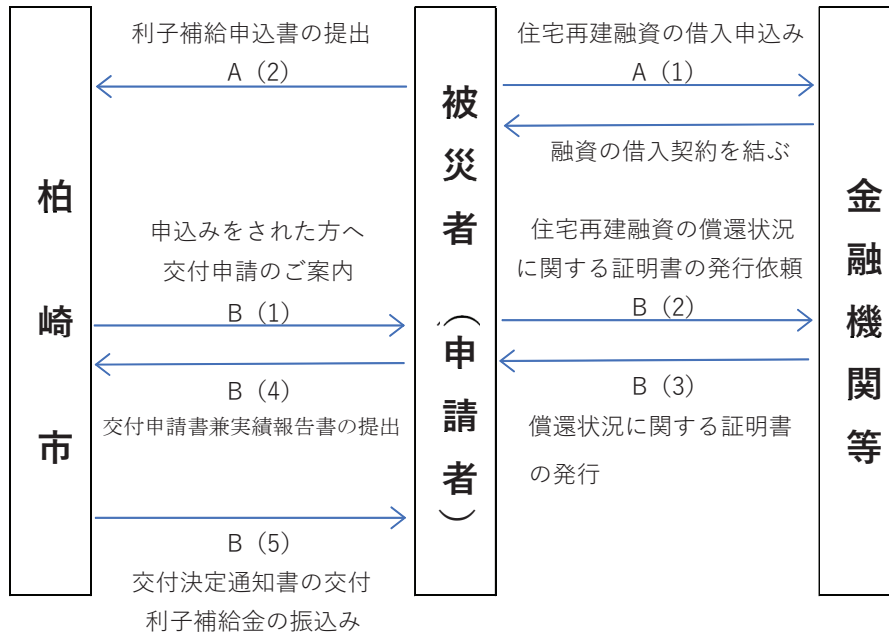 柏崎市
利子補給申込書の提出
A（2）
申込みをされた方へ
交付申請のご案内
B（1）
B（4）
交付申請書兼実績報告書の提出
B（5）
交付決定通知書の交付
利子補給金の振込み
被災者（申請者）
住宅再建融資の借入申込み
A（1）
融資の借入契約を結ぶ
住宅再建融資の償還状況
に関する証明書の発行依頼
B（2）
B（3）
償還状況に関する証明書
の発行
金融機関等